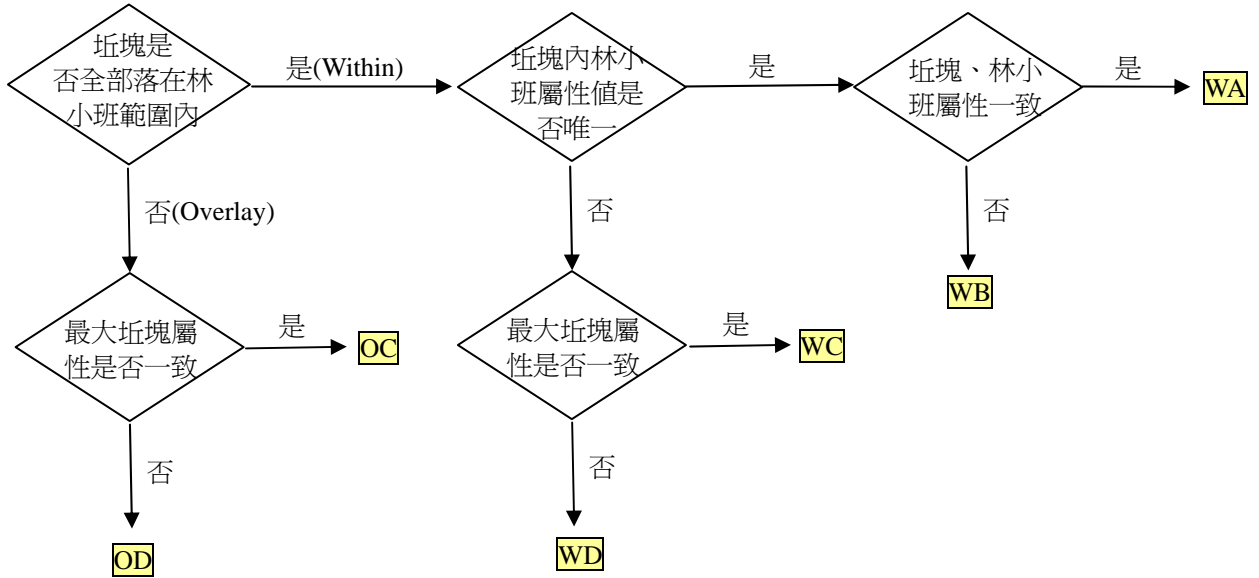 坵塊是
否全部落在林
小班範圍內
是(Within)
坵塊內林小
班屬性值是
否唯一
是
坵塊、林小
班屬性一致
是
WA
否(Overlay)
否
否
WB
最大坵塊屬
性是否一致
是
OC
最大坵塊屬
性是否一致
是
WC
否
否
OD
WD